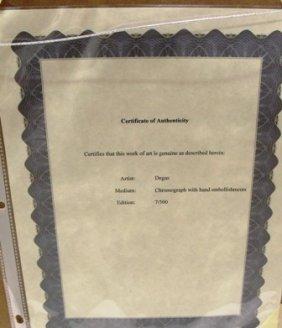 Certificate of Authenticity
Certifies that this work of art is genuine as described herein:
Artist: Degas
Medium: Chromograph with hand embellishments
Edition: 7/500